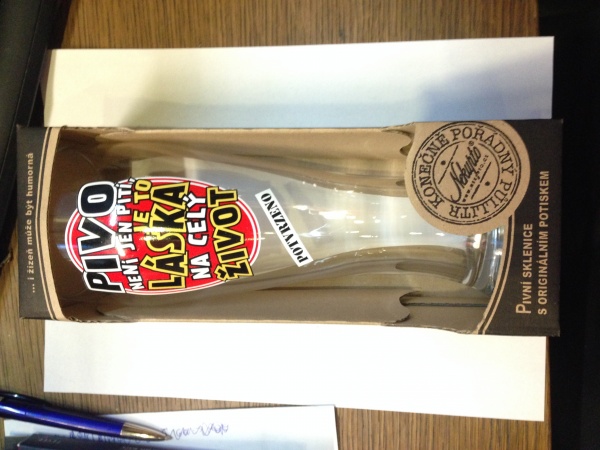 ... i žízeň může být humorná
PIVO
NENÍ JEN PITÍ,
JE TO
LÁSKA
NA CELÝ
ŽIVOT
POTVRZENO
KONEČNĚ POŘÁDNÝ PULLITR
Nekupto
PIVNÍ SKLENICE
S ORIGINÁLNÍM POTISKEM